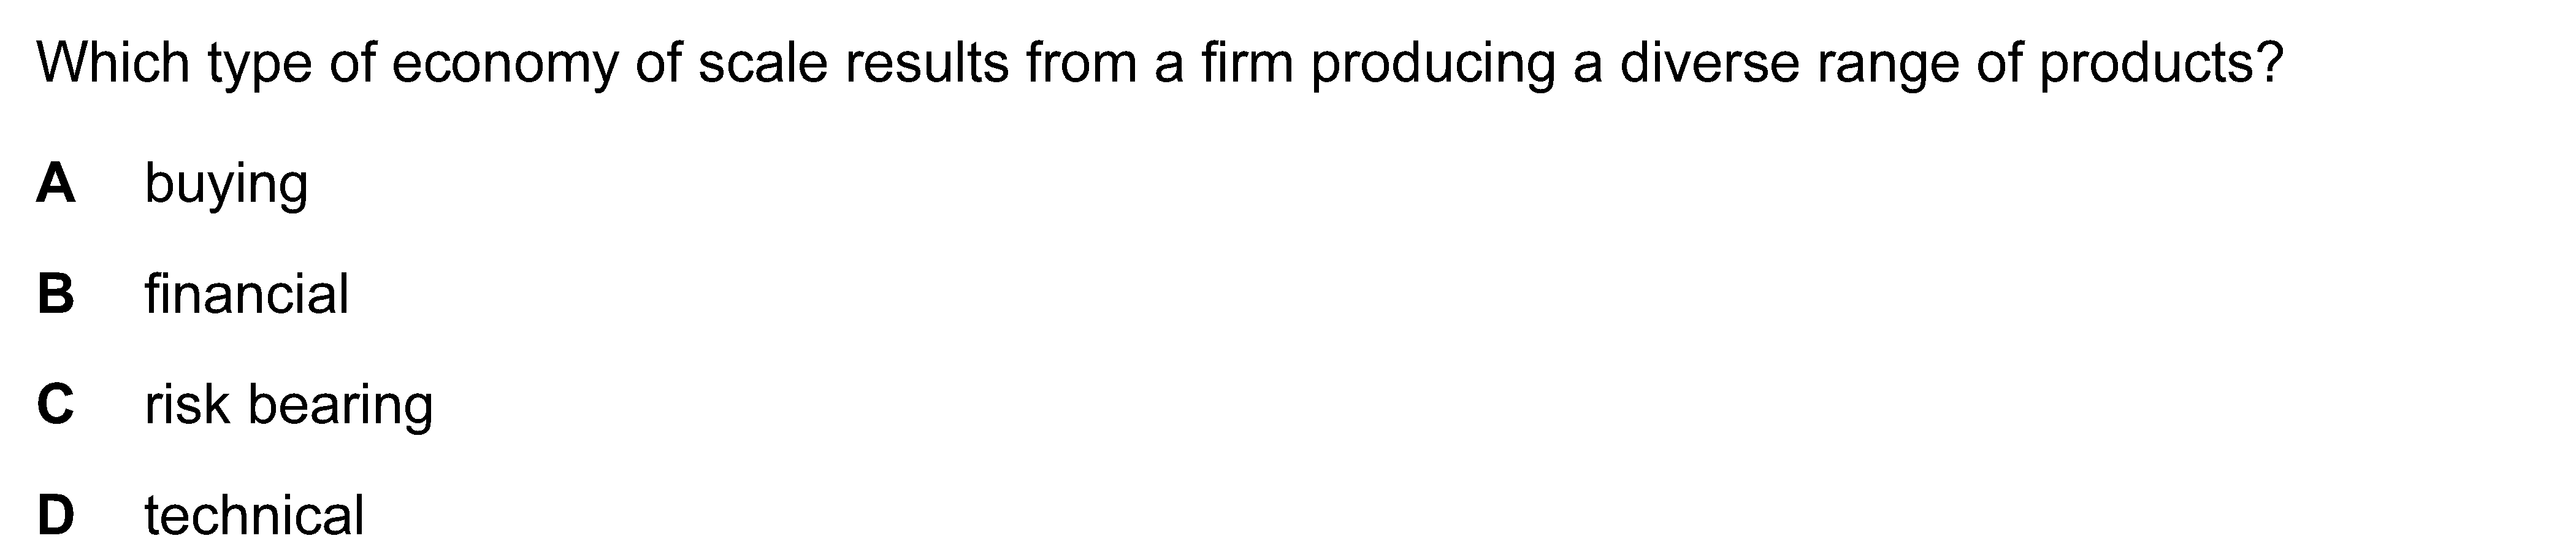 Which type of economy of scale results from a firm producing a diverse range of products?
A buying
B financial
C risk bearing
D technical